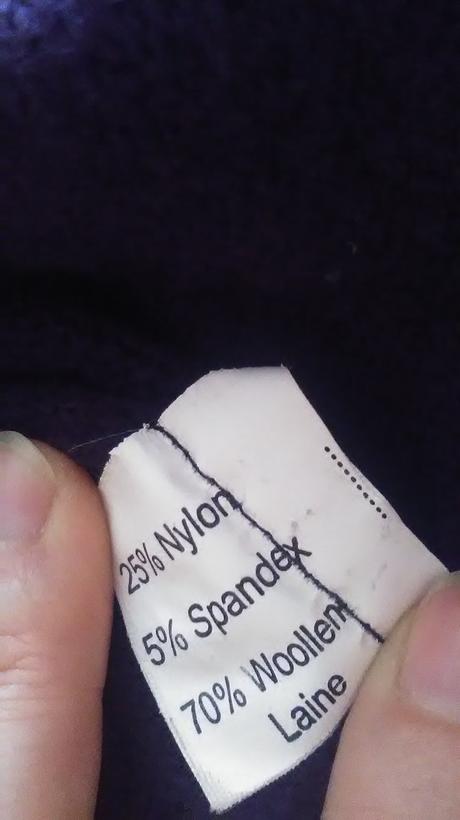 25% Nylon
5% Spandex
70% Woollen
Laine